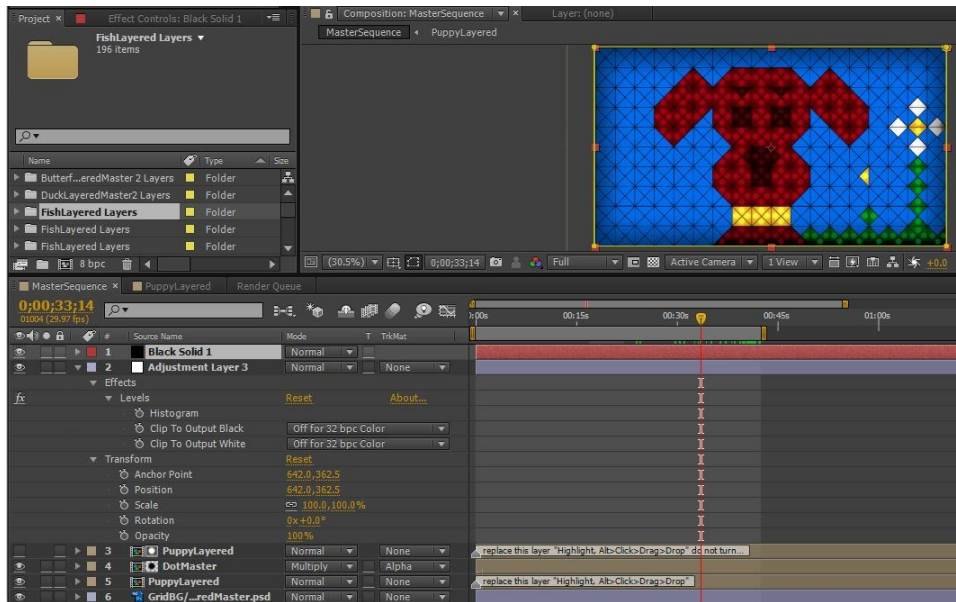 Project × Effect Controls: Black Solid 1
FishLayered Layers
196 items
Name Type Size
Butterf...eredMaster 2 Layers Folder
DuckLayeredMaster2 Layers Folder
FishLayered Layers Folder
FishLayered Layers Folder
FishLayered Layers Folder
8 bpc
Composition: MasterSequence × Layer: (none)
MasterSequence PuppyLayered
(30.5%) 0;00;33;14 Full Active Camera 1 View +0.0
MasterSequence × PuppyLayered Render Queue
0;00;33;14
01004 (29.97 fps)
00:15s 00:30s 00:45s 01:00s
# Source Name Mode T TrkMat
1 Black Solid 1 Normal
2 Adjustment Layer 3 Normal None
Effects
fx Levels Reset About...
Histogram
Clip To Output Black Off for 32 bpc Color
Clip To Output White Off for 32 bpc Color
Transform Reset
Anchor Point 642.0,362.5
Position 642.0,362.5
Scale 100.0,100.0%
Rotation 0x+0.0°
Opacity 100%
3 PuppyLayered Normal None replace this layer "Highlight, Alt>Click>Drag>Drop" do not turn...
4 DotMaster Multiply Alpha
5 PuppyLayered Normal None replace this layer "Highlight, Alt>Click>Drag>Drop"
6 GridBG/...redMaster.psd Normal None